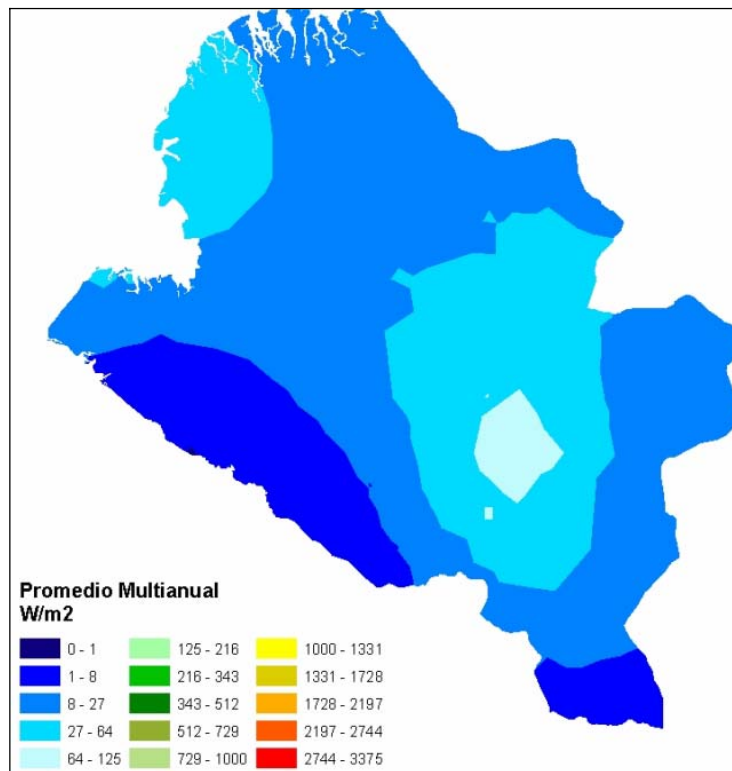 Promedio Multianual
W/m2
0 - 1
1 - 8
8 - 27
27 - 64
64 - 125
125 - 216
216 - 343
343 - 512
512 - 729
729 - 1000
1000 - 1331
1331 - 1728
1728 - 2197
2197 - 2744
2744 - 3375